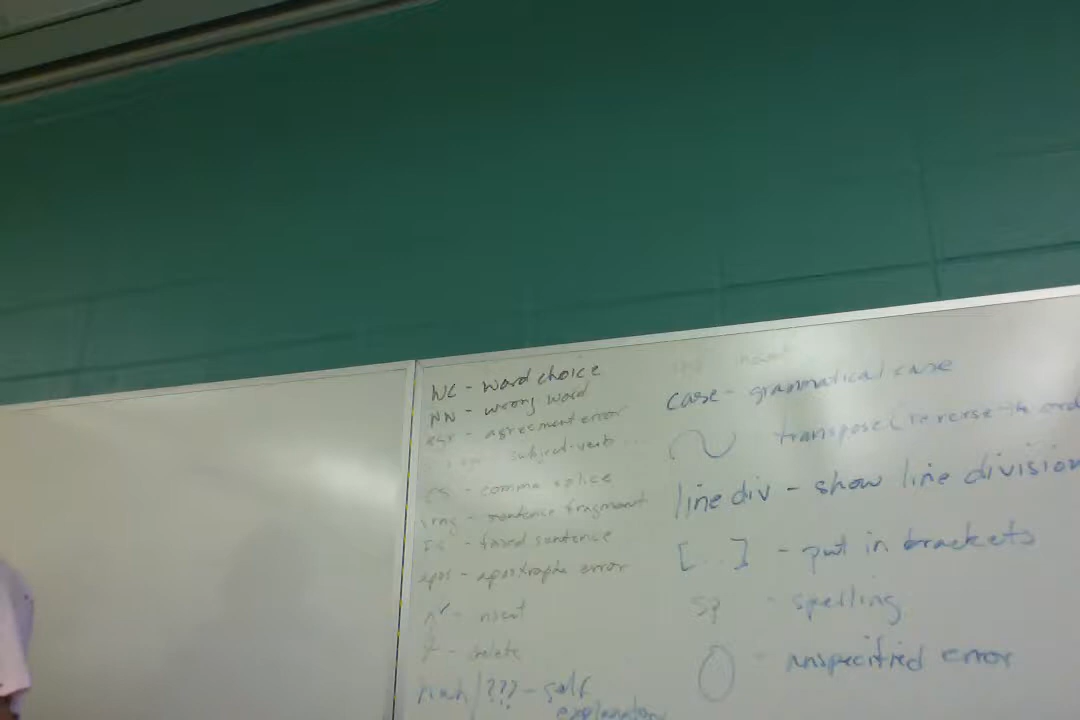 WC - word choice
WW - wrong word
agr - agreement error
subject-verb ...
cs - comma splice
frag - sentence fragment
fs - fused sentence
apos - apostrophe error
- insert
- delete
huh/??? - self
explanatory
case - grammatical case
transpose (reverse the ord
line div - show line division
[...] - put in brackets
sp - spelling
- unspecified error